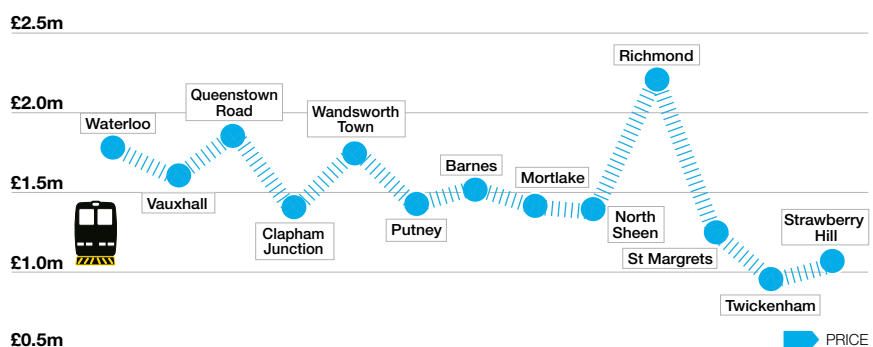 £2.5m
Richmond
£2.0m
Queenstown
Road
Wandsworth
Town
Waterloo
Barnes
Mortlake
£1.5m
Vauxhall
Clapham
Junction
Putney
North
Sheen
Strawberry
Hill
St Margrets
£1.0m
Twickenham
£0.5m
PRICE